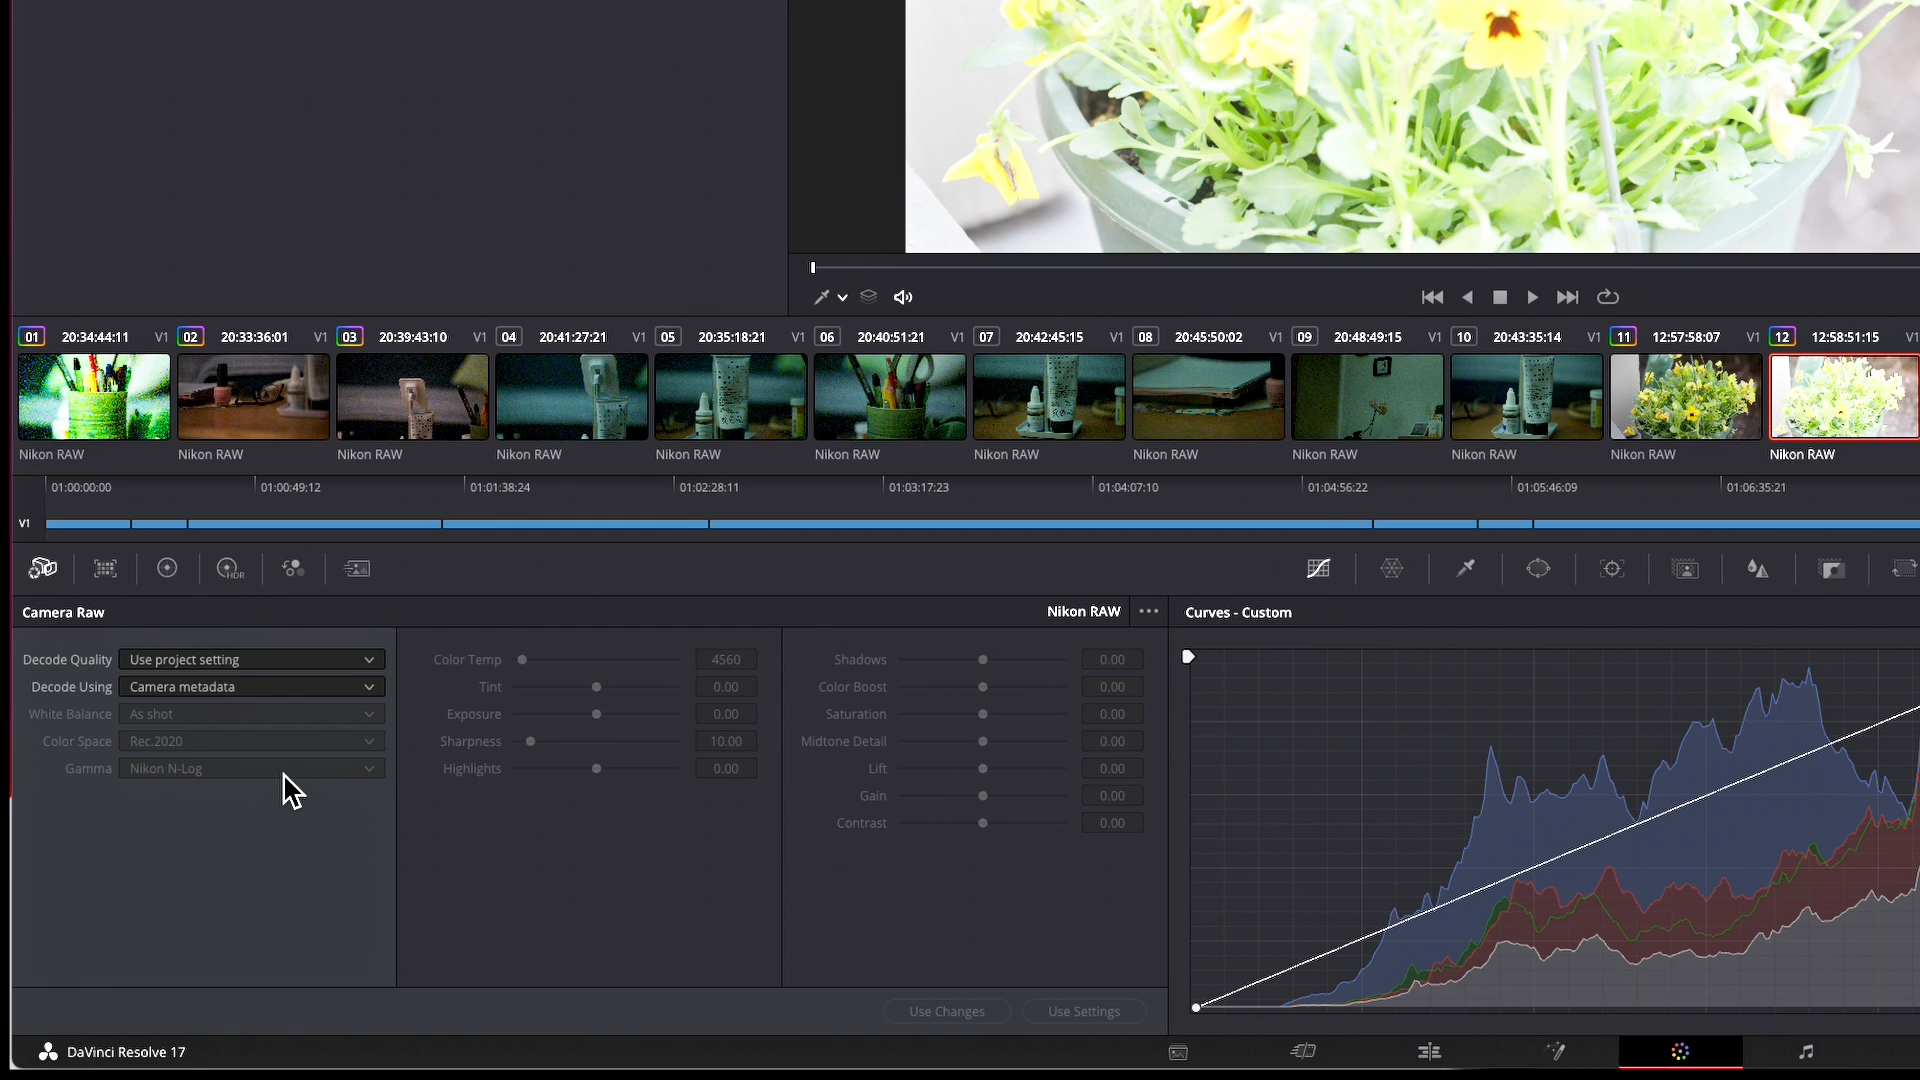 01 20:34:44:11 V1 02 20:33:36:01 V1 03 20:39:43:10 V1 04 20:41:27:21 V1 05 20:35:18:21 V1 06 20:40:51:21 V1 07 20:42:45:15 V1 08 20:45:50:02 V1 09 20:48:49:15 V1 10 20:43:35:14 V1 11 12:57:58:07 V1 12 12:58:51:15 V1
Nikon RAW Nikon RAW Nikon RAW Nikon RAW Nikon RAW Nikon RAW Nikon RAW Nikon RAW Nikon RAW Nikon RAW Nikon RAW Nikon RAW
01:00:00:00 01:00:49:12 01:01:38:24 01:02:28:11 01:03:17:23 01:04:07:10 01:04:56:22 01:05:46:09 01:06:35:21
V1
HDR
Camera Raw Nikon RAW Curves - Custom
Decode Quality Use project setting Color Temp 4560 Shadows 0.00
Decode Using Camera metadata Tint 0.00 Color Boost 0.00
White Balance As shot Exposure 0.00 Saturation 0.00
Color Space Rec.2020 Sharpness 10.00 Midtone Detail 0.00
Gamma Nikon N-Log Highlights 0.00 Lift 0.00
Gain 0.00
Contrast 0.00
Use Changes Use Settings
DaVinci Resolve 17